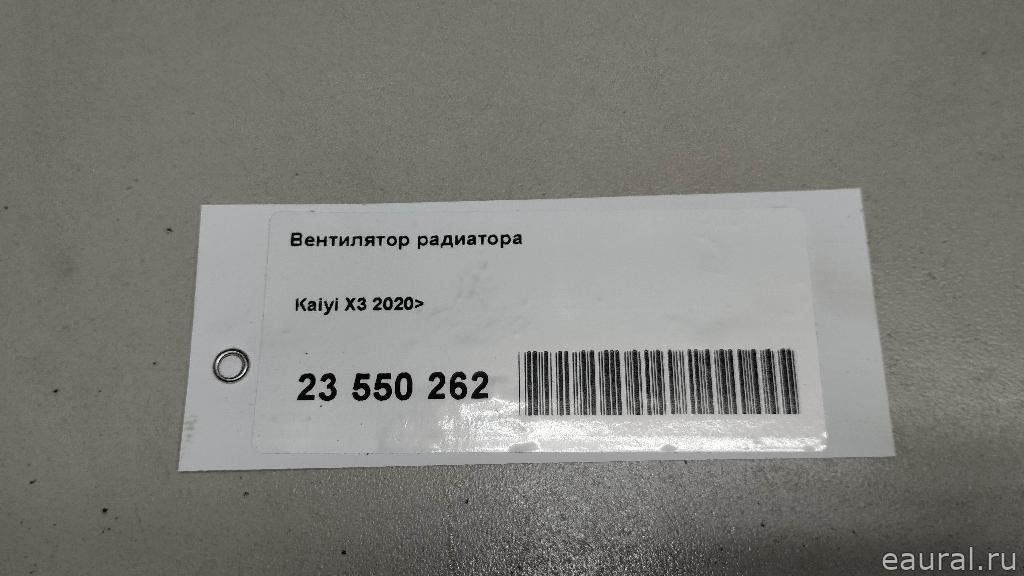 Вентилятор радиатора
Kaiyi X3 2020>
23 550 262
eaural.ru